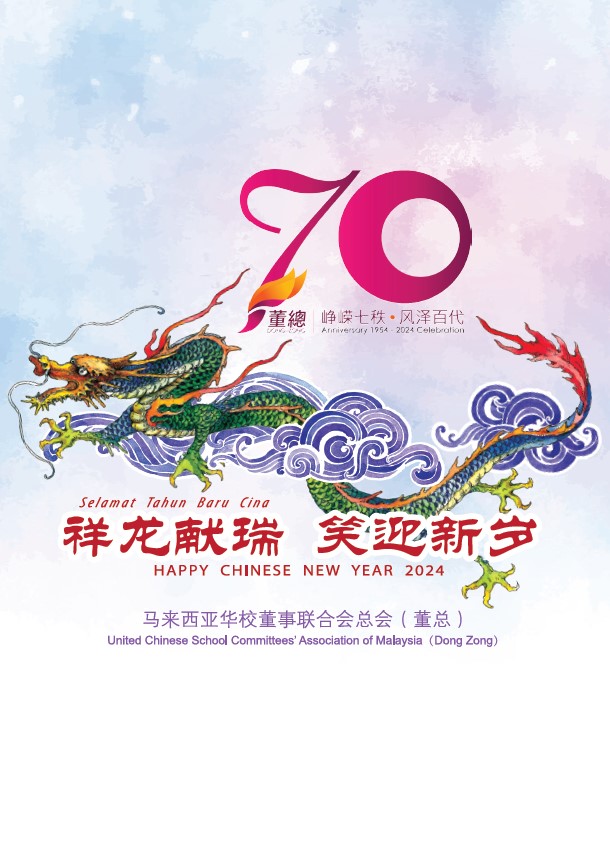 70
董總
DONG ZONG
峥嵘七秩·风泽百代
Anniversary 1954 - 2024 Celebration
Selamat Tahun Baru Cina
祥龙献瑞 笑迎新岁
HAPPY CHINESE NEW YEAR 2024
马来西亚华校董事联合会总会（董总）
United Chinese School Committees' Association of Malaysia（Dong Zong）